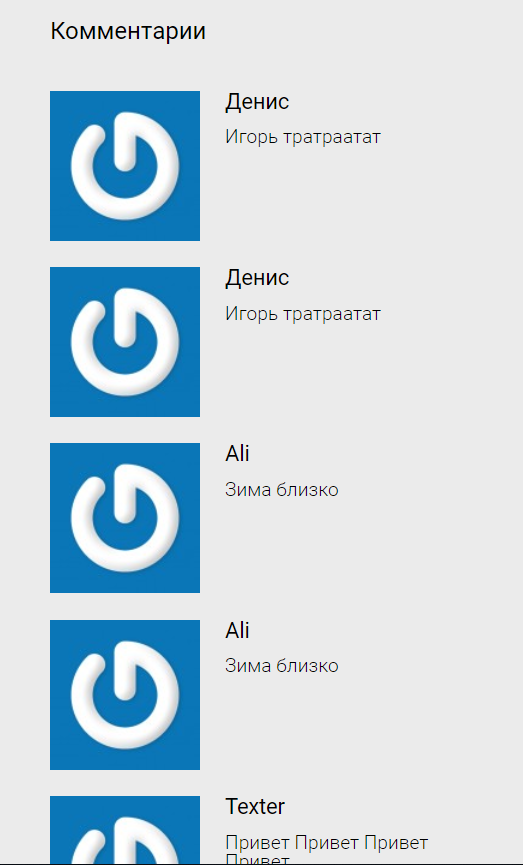 Комментарии
Денис
Игорь тратраатат
Денис
Игорь тратраатат
Ali
Зима близко
Ali
Зима близко
Texter
Привет Привет Привет
Привет